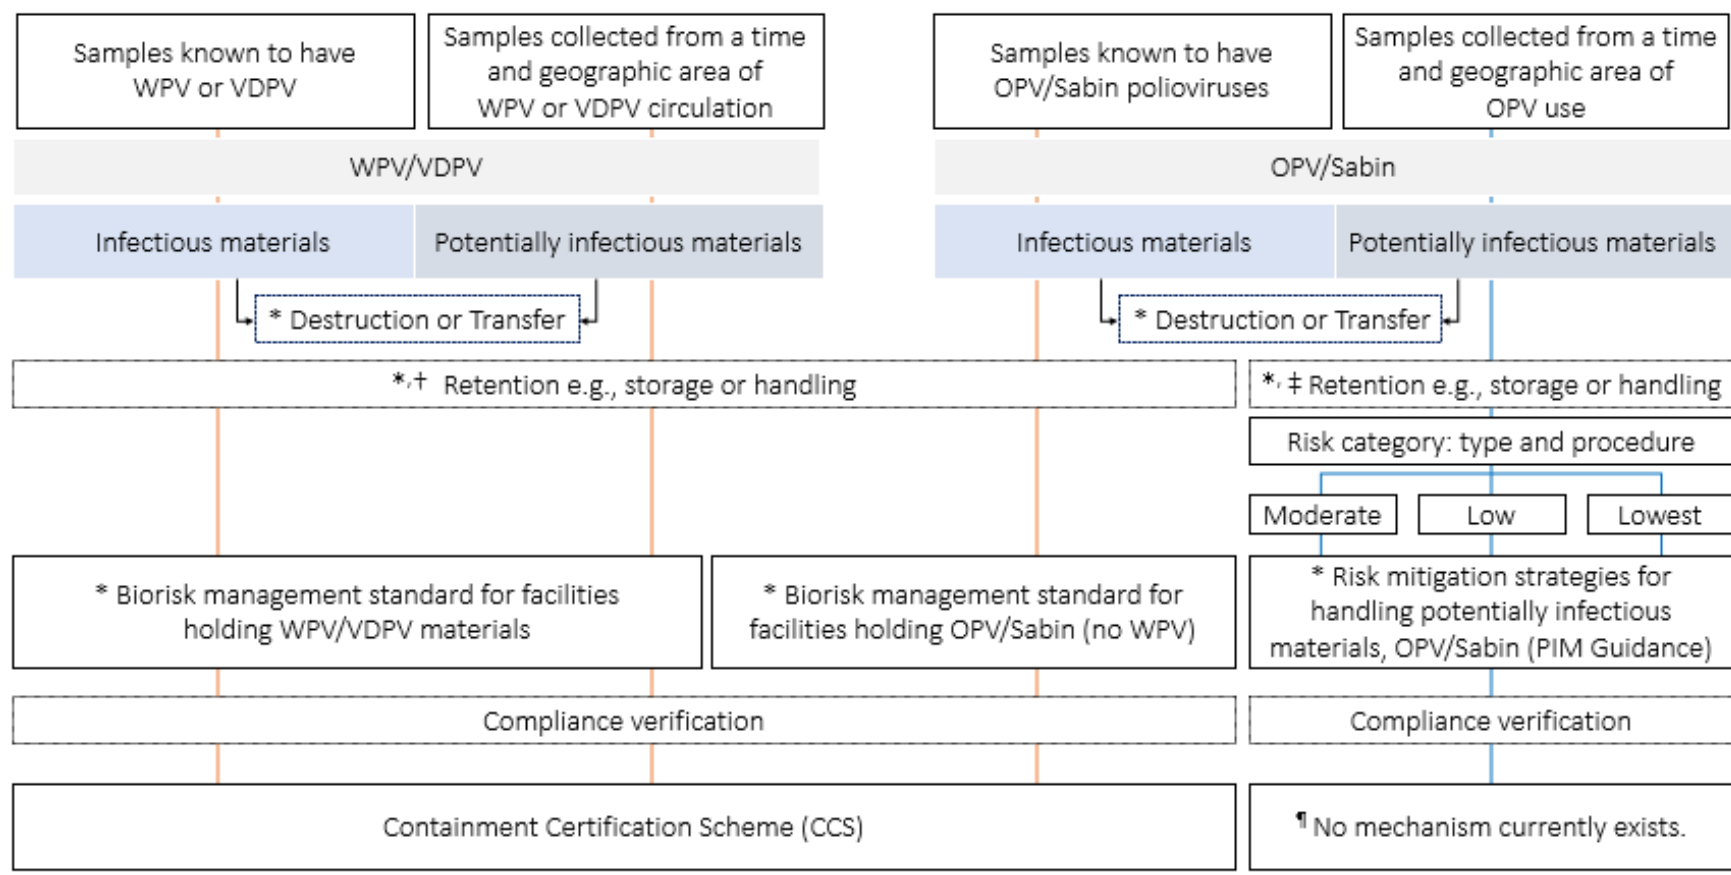 Samples known to have
WPV or VDPV
Samples collected from a time
and geographic area of
WPV or VDPV circulation
Samples known to have
OPV/Sabin polioviruses
Samples collected from a time
and geographic area of
OPV use
WPV/VDPV
OPV/Sabin
Infectious materials
Potentially infectious materials
Infectious materials
Potentially infectious materials
* Destruction or Transfer
* Destruction or Transfer
*,† Retention e.g., storage or handling
*, ‡ Retention e.g., storage or handling
Risk category: type and procedure
Moderate
Low
Lowest
* Biorisk management standard for facilities
holding WPV/VDPV materials
* Biorisk management standard for
facilities holding OPV/Sabin (no WPV)
* Risk mitigation strategies for
handling potentially infectious
materials, OPV/Sabin (PIM Guidance)
Compliance verification
Compliance verification
Containment Certification Scheme (CCS)
¶ No mechanism currently exists.